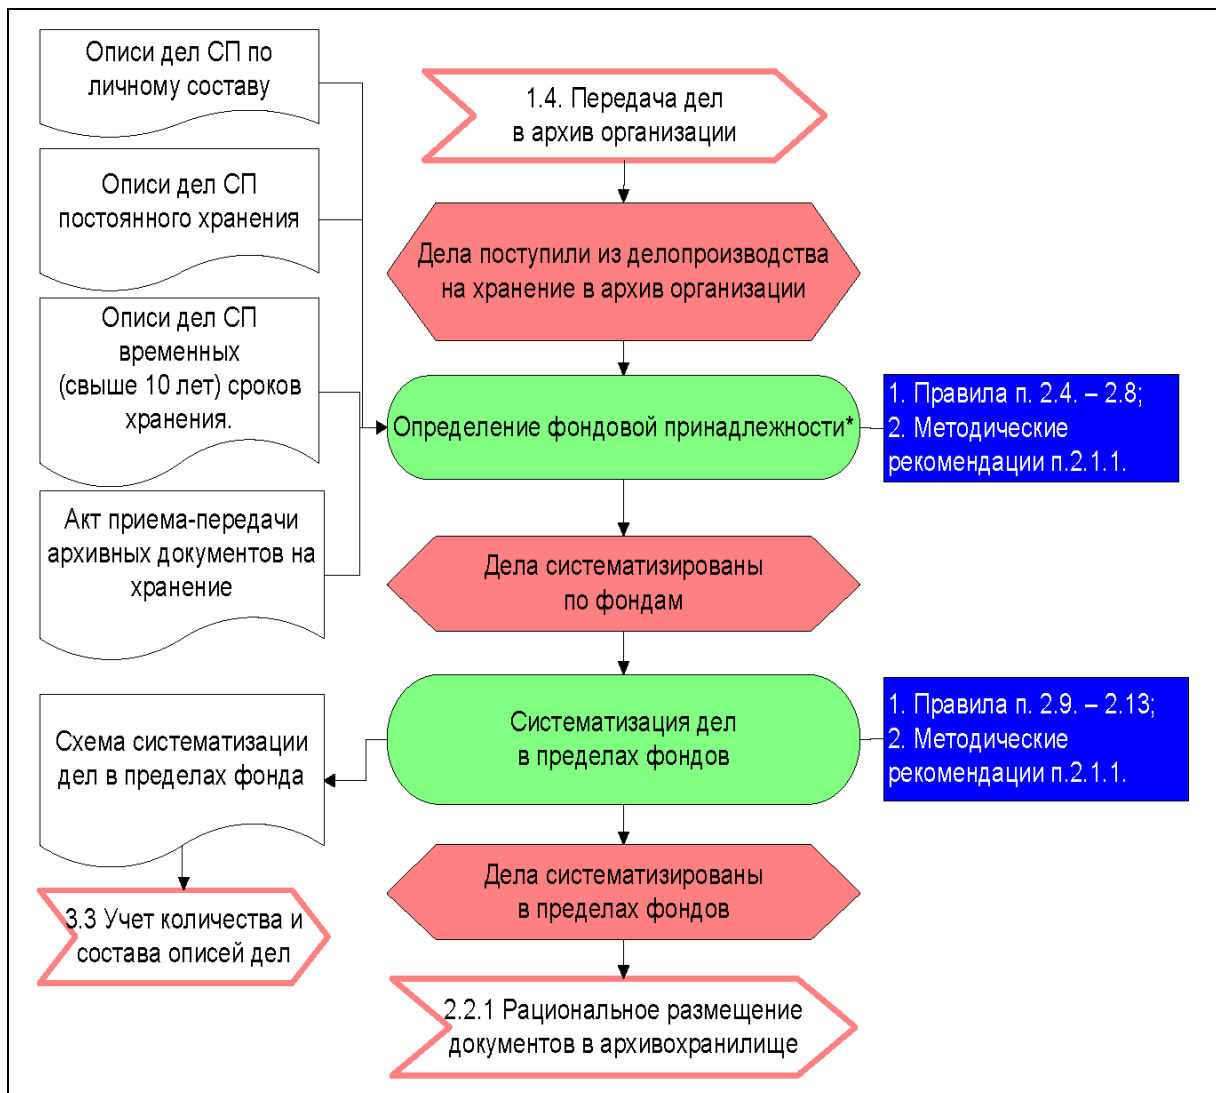 Описи дел СП по
личному составу
1.4. Передача дел
в архив организации
Описи дел СП
постоянного хранения
Дела поступили из делопроизводства
на хранение в архив организации
Описи дел СП
временных
(свыше 10 лет) сроков
хранения.
Определение фондовой принадлежности*
1. Правила п. 2.4. – 2.8;
2. Методические
рекомендации п.2.1.1.
Акт приема-передачи
архивных документов на
хранение
Дела систематизированы
по фондам
Систематизация дел
в пределах фондов
1. Правила п. 2.9. – 2.13;
2. Методические
рекомендации п.2.1.1.
Схема систематизации
дел в пределах фонда
Дела систематизированы
в пределах фондов
3.3 Учет количества и
состава описей дел
2.2.1 Рациональное размещение
документов в архивохранилище